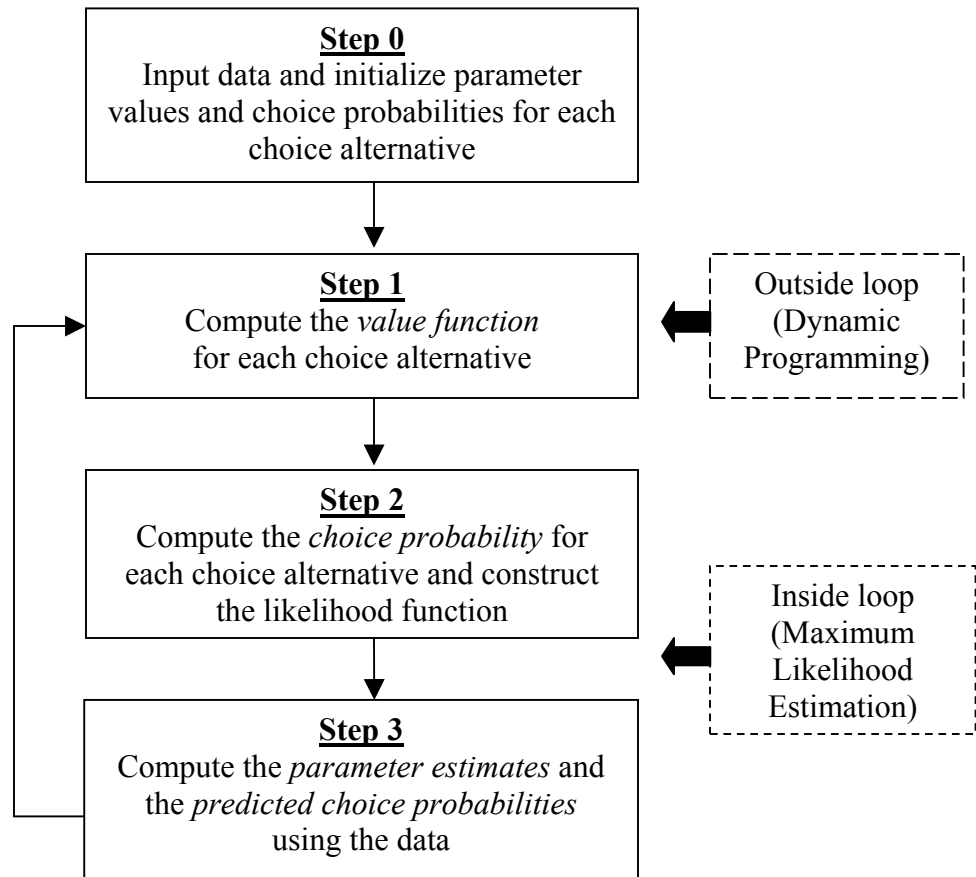 Step 0
Input data and initialize parameter
values and choice probabilities for each
choice alternative
Step 1
Compute the value function
for each choice alternative
Outside loop
(Dynamic
Programming)
Step 2
Compute the choice probability for
each choice alternative and construct
the likelihood function
Inside loop
(Maximum
Likelihood
Estimation)
Step 3
Compute the parameter estimates and
the predicted choice probabilities
using the data